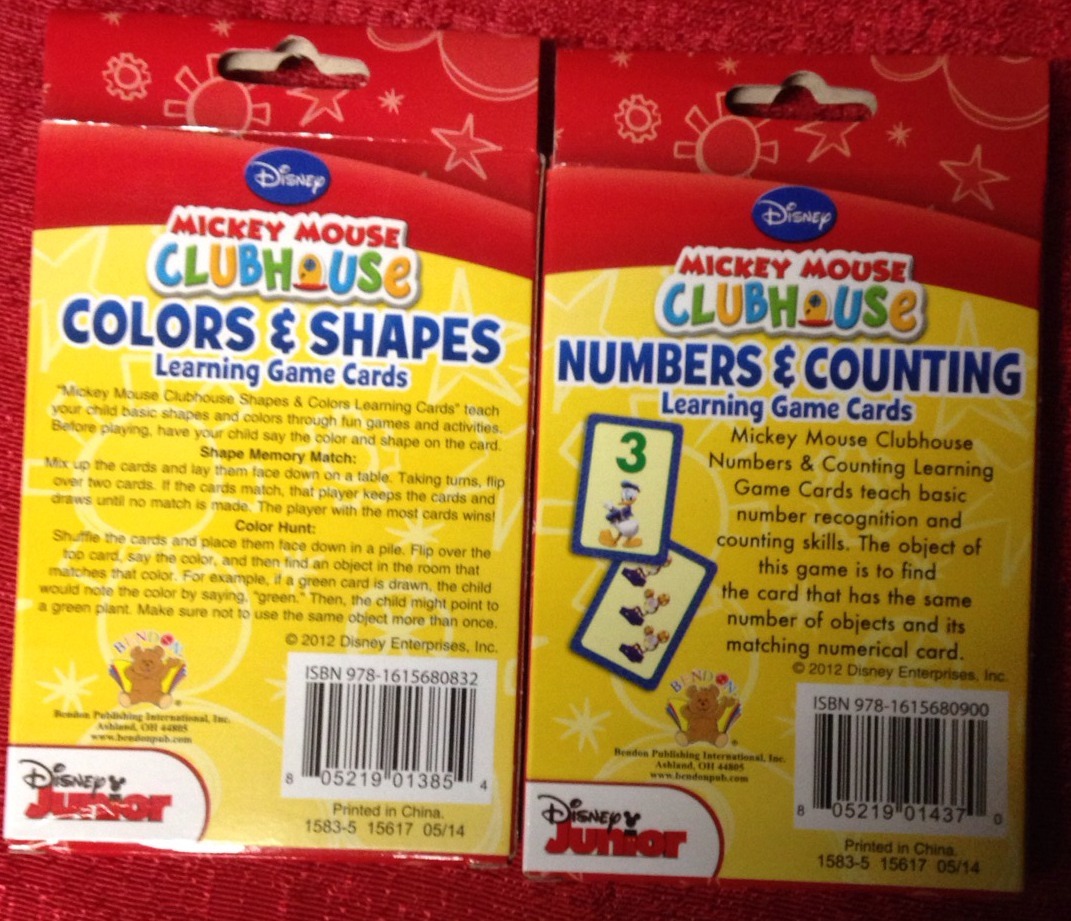 Disney
MICKEY MOUSE
CLUBHOUSE
COLORS & SHAPES
Learning Game Cards
"Mickey Mouse Clubhouse Shapes & Colors Learning Cards" teach
your child basic shapes and colors through fun games and activities.
Before playing, have your child say the color and shape on the card.
Shape Memory Match:
Mix up the cards and lay them face down on a table. Taking turns, flip
over two cards. If the cards match, that player keeps the cards and
draws until no match is made. The player with the most cards wins!
Color Hunt:
Shuffle the cards and place them face down in a pile. Flip over the
top card, say the color, and then find an object in the room that
matches that color. For example, if a green card is drawn, the child
would note the color by saying, "green." Then, the child might point to
a green plant. Make sure not to use the same object more than once.
© 2012 Disney Enterprises, Inc.
BENDON
Bendon Publishing International, Inc.
Ashland, OH 44805
www.bendonpub.com
ISBN 978-1615680832
8 05219 01385 4
Disney
Junior
Printed in China.
1583-5 15617 05/14
Disney
MICKEY MOUSE
CLUBHOUSE
NUMBERS & COUNTING
Learning Game Cards
3
Mickey Mouse Clubhouse
Numbers & Counting Learning
Game Cards teach basic
number recognition and
counting skills. The object of
this game is to find
the card that has the same
number of objects and its
matching numerical card.
© 2012 Disney Enterprises, Inc.
BENDON
Bendon Publishing International, Inc.
Ashland, OH 44805
www.bendonpub.com
ISBN 978-1615680900
8 05219 01437 0
Disney
Junior
Printed in China.
1583-5 15617 05/14